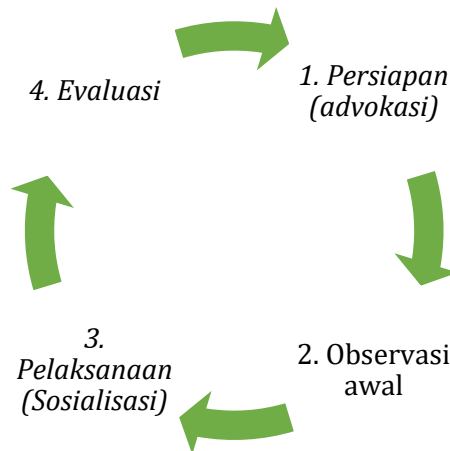 1. Persiapan
(advokasi)
2. Observasi
awal
3.
Pelaksanaan
(Sosialisasi)
4. Evaluasi